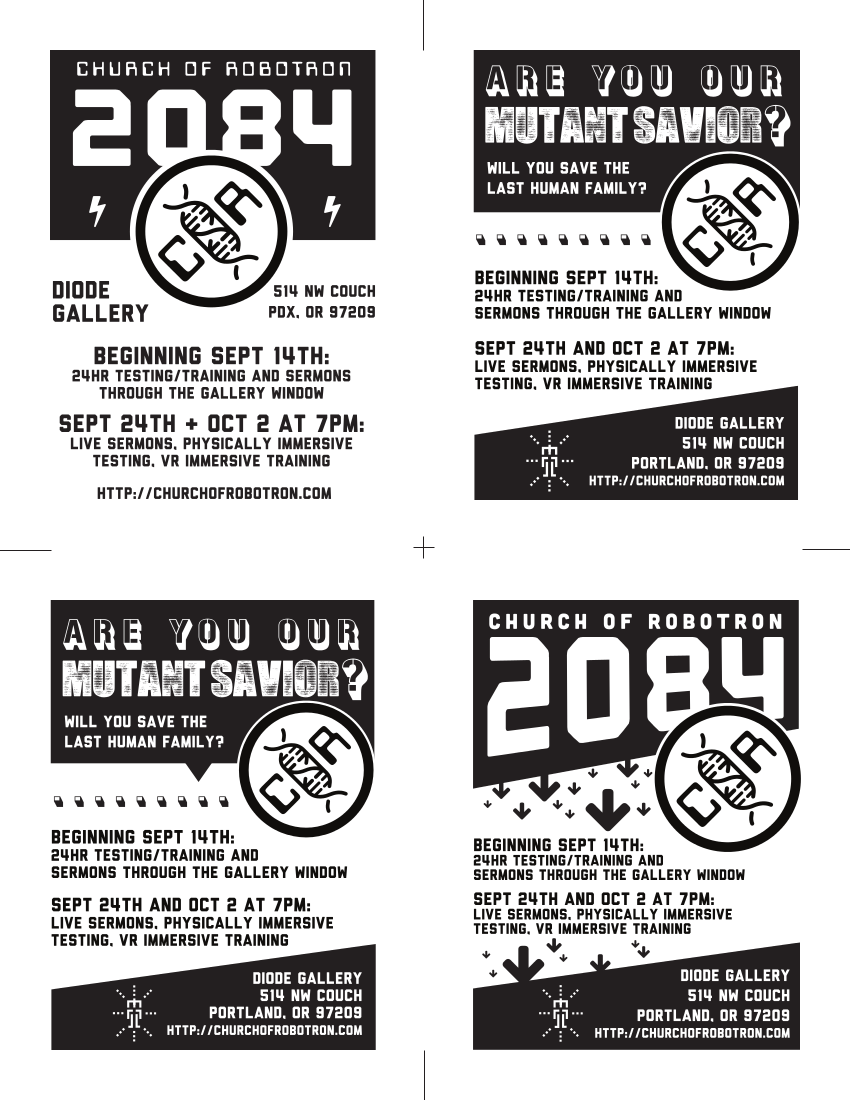 CHURCH OF ROBOTRON
2084
C R
DIODE
GALLERY
514 NW COUCH
PDX, OR 97209
BEGINNING SEPT 14TH:
24HR TESTING/TRAINING AND SERMONS
THROUGH THE GALLERY WINDOW
SEPT 24TH + OCT 2 AT 7PM:
LIVE SERMONS, PHYSICALLY IMMERSIVE
TESTING, VR IMMERSIVE TRAINING
HTTP://CHURCHOFROBOTRON.COM
ARE YOU OUR
MUTANT SAVIOR?
WILL YOU SAVE THE
LAST HUMAN FAMILY?
C R
BEGINNING SEPT 14TH:
24HR TESTING/TRAINING AND
SERMONS THROUGH THE GALLERY WINDOW
SEPT 24TH AND OCT 2 AT 7PM:
LIVE SERMONS, PHYSICALLY IMMERSIVE
TESTING, VR IMMERSIVE TRAINING
DIODE GALLERY
514 NW COUCH
PORTLAND, OR 97209
HTTP://CHURCHOFROBOTRON.COM
ARE YOU OUR
MUTANT SAVIOR?
WILL YOU SAVE THE
LAST HUMAN FAMILY?
C R
BEGINNING SEPT 14TH:
24HR TESTING/TRAINING AND
SERMONS THROUGH THE GALLERY WINDOW
SEPT 24TH AND OCT 2 AT 7PM:
LIVE SERMONS, PHYSICALLY IMMERSIVE
TESTING, VR IMMERSIVE TRAINING
DIODE GALLERY
514 NW COUCH
PORTLAND, OR 97209
HTTP://CHURCHOFROBOTRON.COM
CHURCH OF ROBOTRON
2084
C R
BEGINNING SEPT 14TH:
24HR TESTING/TRAINING AND
SERMONS THROUGH THE GALLERY WINDOW
SEPT 24TH AND OCT 2 AT 7PM:
LIVE SERMONS, PHYSICALLY IMMERSIVE
TESTING, VR IMMERSIVE TRAINING
DIODE GALLERY
514 NW COUCH
PORTLAND, OR 97209
HTTP://CHURCHOFROBOTRON.COM